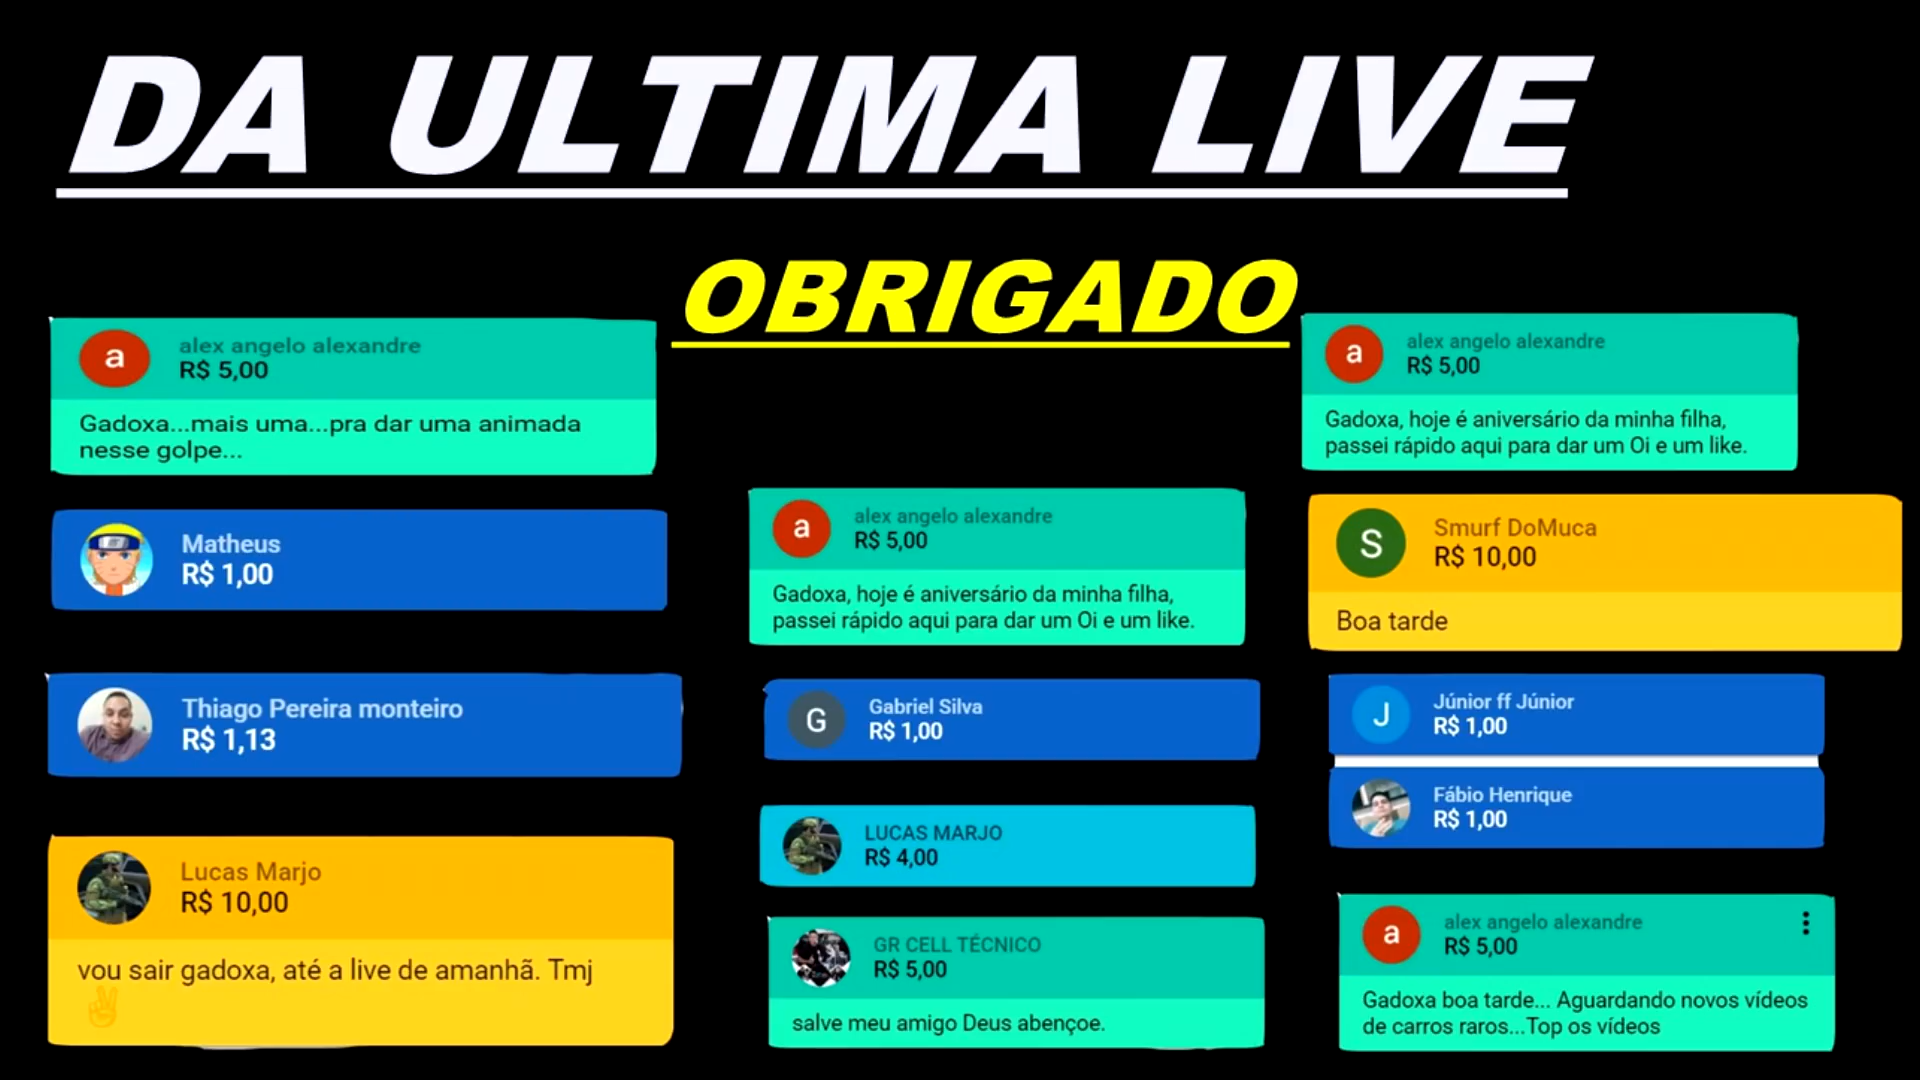 DA ULTIMA LIVE
OBRIGADO
a
alex angelo alexandre
R$ 5,00
Gadoxa...mais uma...pra dar uma animada
nesse golpe...
Matheus
R$ 1,00
Thiago Pereira monteiro
R$ 1,13
Lucas Marjo
R$ 10,00
vou sair gadoxa, até a live de amanhã. Tmj
✌
a
alex angelo alexandre
R$ 5,00
Gadoxa, hoje é aniversário da minha filha,
passei rápido aqui para dar um Oi e um like.
G
Gabriel Silva
R$ 1,00
LUCAS MARJO
R$ 4,00
GR CELL TÉCNICO
R$ 5,00
salve meu amigo Deus abençoe.
a
alex angelo alexandre
R$ 5,00
Gadoxa, hoje é aniversário da minha filha,
passei rápido aqui para dar um Oi e um like.
S
Smurf DoMuca
R$ 10,00
Boa tarde
J
Júnior ff Júnior
R$ 1,00
Fábio Henrique
R$ 1,00
a
alex angelo alexandre
R$ 5,00
Gadoxa boa tarde... Aguardando novos vídeos
de carros raros...Top os vídeos